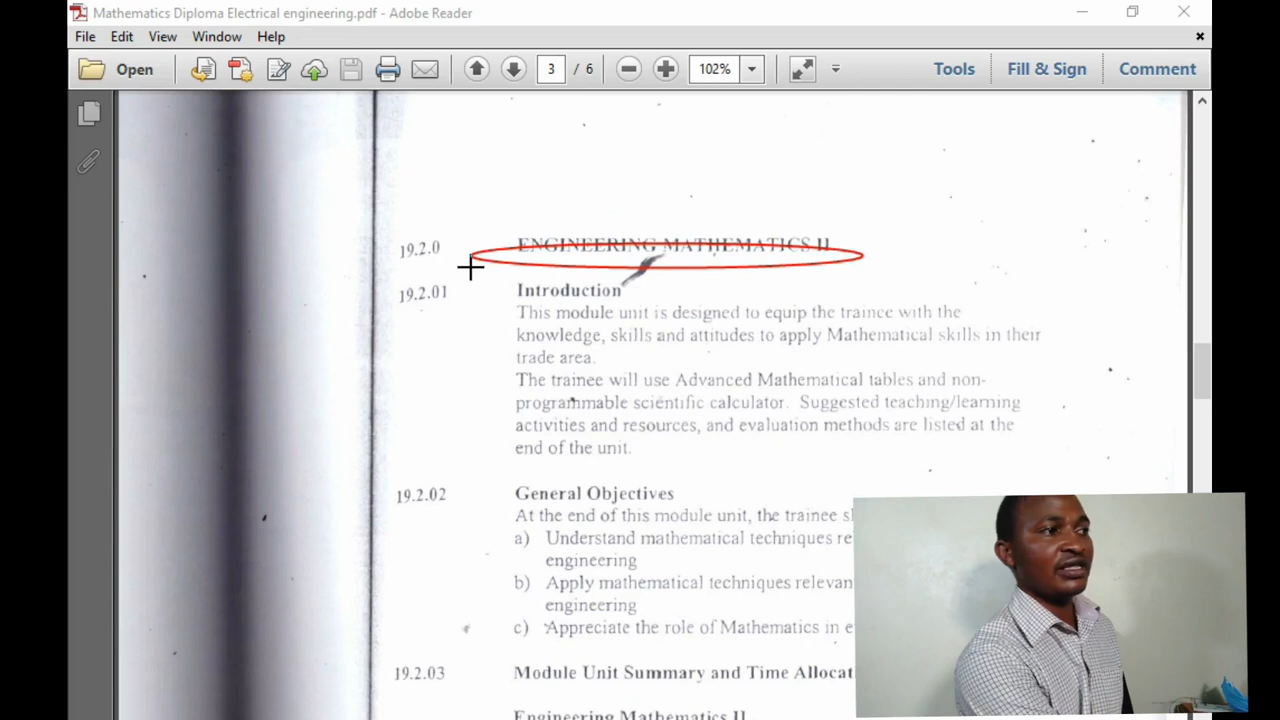 Mathematics Diploma Electrical engineering.pdf - Adobe Reader
File Edit View Window Help
Open 3 / 6 102% Tools Fill & Sign Comment
19.2.0 ENGINEERING MATHEMATICS II
19.2.01 Introduction
This module unit is designed to equip the trainee with the
knowledge, skills and attitudes to apply Mathematical skills in their
trade area.
The trainee will use Advanced Mathematical tables and non-
programmable scientific calculator. Suggested teaching/learning
activities and resources, and evaluation methods are listed at the
end of the unit.
19.2.02 General Objectives
At the end of this module unit, the trainee
a) Understand mathematical techniques
engineering
b) Apply mathematical techniques
engineering
c) Appreciate the role of Mathematics in
19.2.03 Module Unit Summary and Time
Engineering Mathematics II